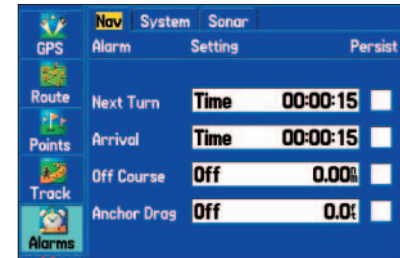 Nav System Sonar
GPS
Alarm Setting Persist
Route
Next Turn Time 00:00:15
Points
Arrival Time 00:00:15
Track
Off Course Off 0.00
Anchor Drag Off 0.0
Alarms